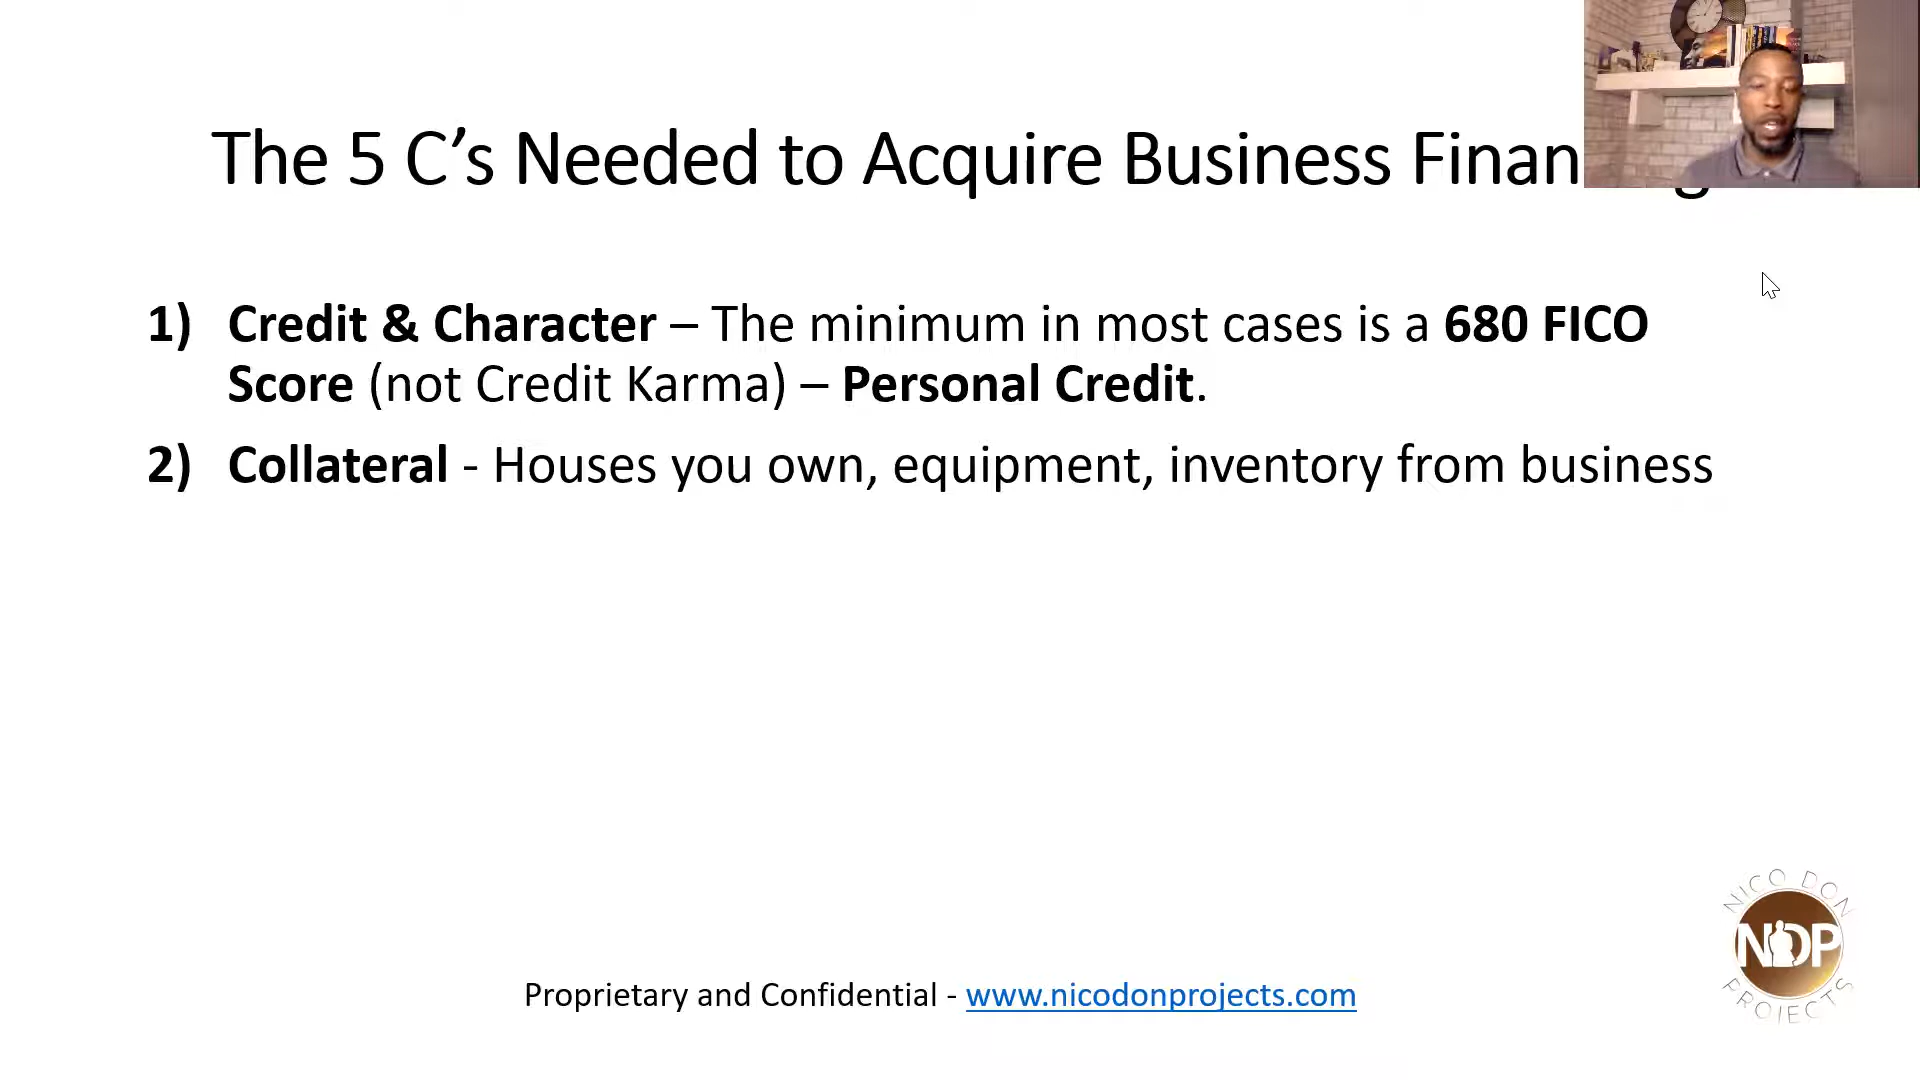 The 5 C’s Needed to Acquire Business Finan
1) Credit & Character – The minimum in most cases is a 680 FICO
Score (not Credit Karma) – Personal Credit.
2) Collateral - Houses you own, equipment, inventory from business
NICO DON
NDP
PROJECTS
Proprietary and Confidential - www.nicodonprojects.com